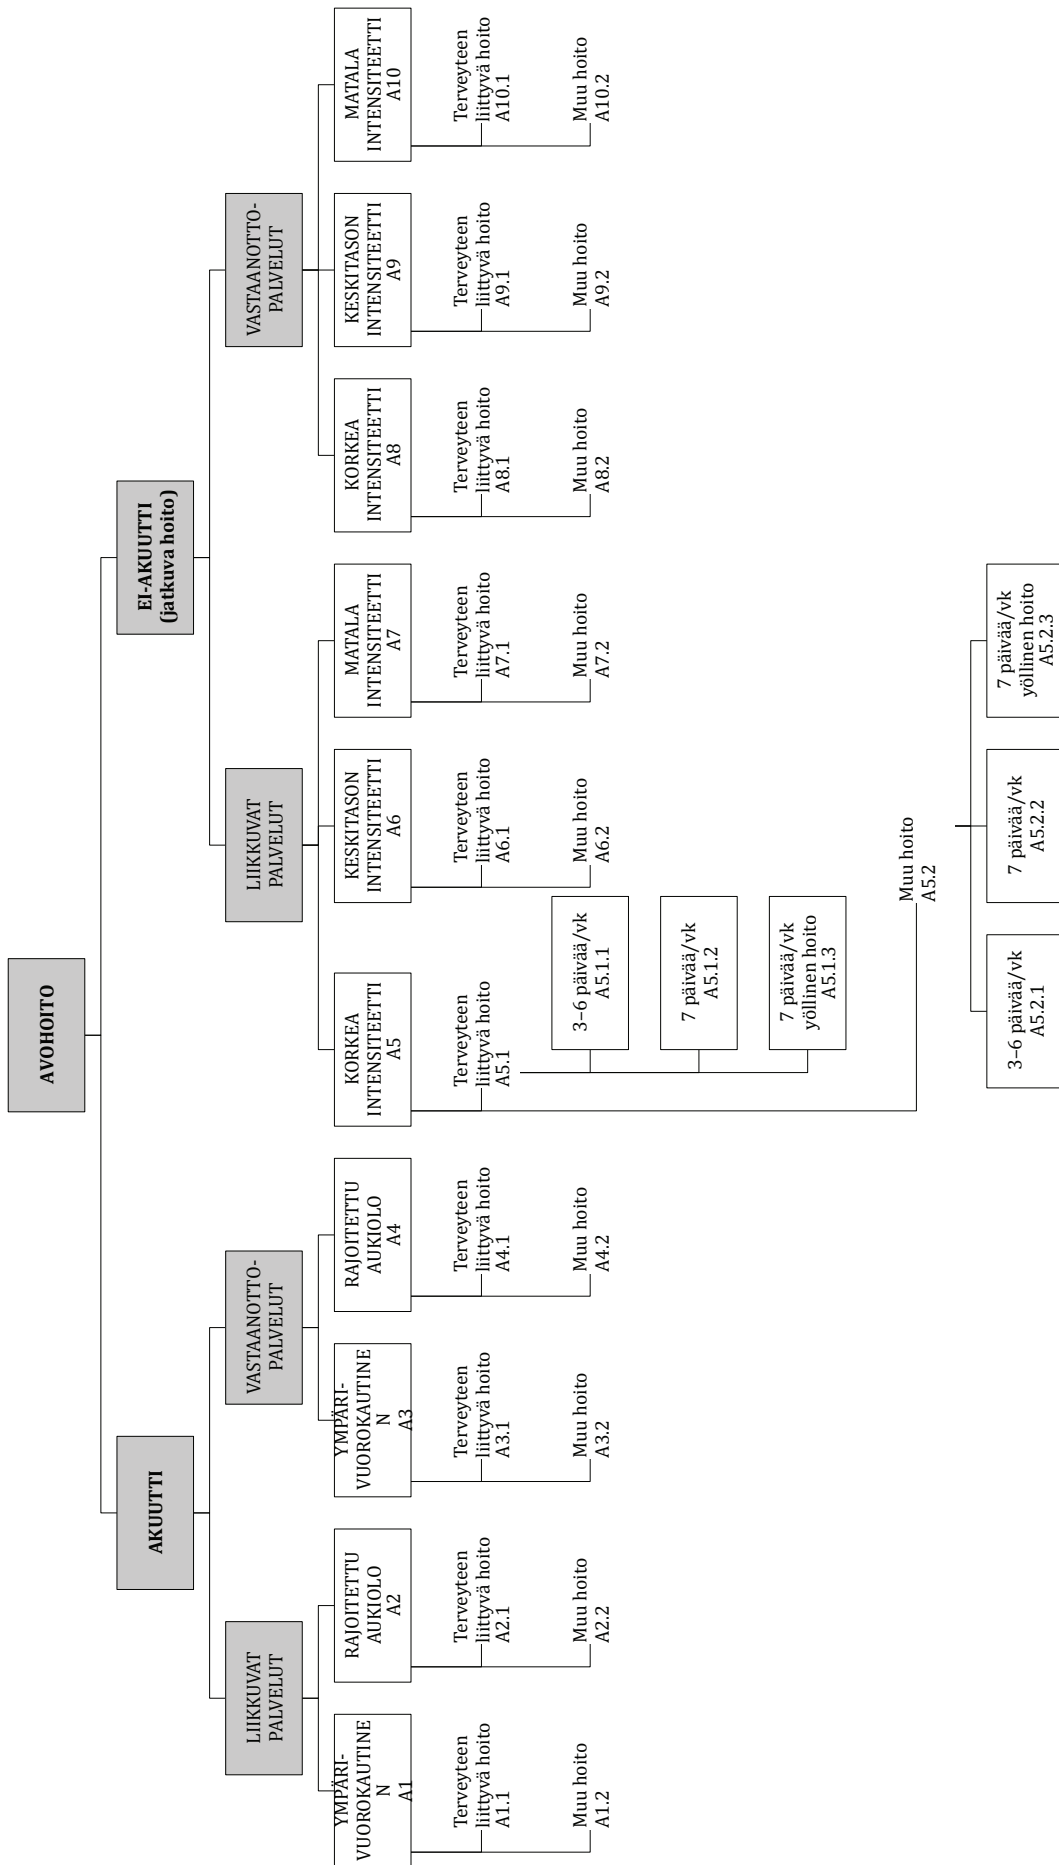 AVOHOITO
AKUUTTI
EI-AKUUTTI
(jatkuva hoito)
LIIKKUVAT
PALVELUT
VASTAANOTTO-
PALVELUT
LIIKKUVAT
PALVELUT
VASTAANOTTO-
PALVELUT
YMPÄRI-
VUOROKAUTINE
N
A1
RAJOITETTU
AUKIOLO
A2
YMPÄRI-
VUOROKAUTINE
N
A3
RAJOITETTU
AUKIOLO
A4
KORKEA
INTENSITEETTI
A5
KESKITASON
INTENSITEETTI
A6
MATALA
INTENSITEETTI
A7
KORKEA
INTENSITEETTI
A8
KESKITASON
INTENSITEETTI
A9
MATALA
INTENSITEETTI
A10
Terveyteen
liittyvä hoito
A1.1
Terveyteen
liittyvä hoito
A2.1
Terveyteen
liittyvä hoito
A3.1
Terveyteen
liittyvä hoito
A4.1
Terveyteen
liittyvä hoito
A5.1
Terveyteen
liittyvä hoito
A6.1
Terveyteen
liittyvä hoito
A7.1
Terveyteen
liittyvä hoito
A8.1
Terveyteen
liittyvä hoito
A9.1
Terveyteen
liittyvä hoito
A10.1
Muu hoito
A1.2
Muu hoito
A2.2
Muu hoito
A3.2
Muu hoito
A4.2
3–6 päivää/vk
A5.1.1
Muu hoito
A6.2
Muu hoito
A7.2
Muu hoito
A8.2
Muu hoito
A9.2
Muu hoito
A10.2
7 päivää/vk
A5.1.2
7 päivää/vk
yöllinen hoito
A5.1.3
Muu hoito
A5.2
3–6 päivää/vk
A5.2.1
7 päivää/vk
A5.2.2
7 päivää/vk
yöllinen hoito
A5.2.3